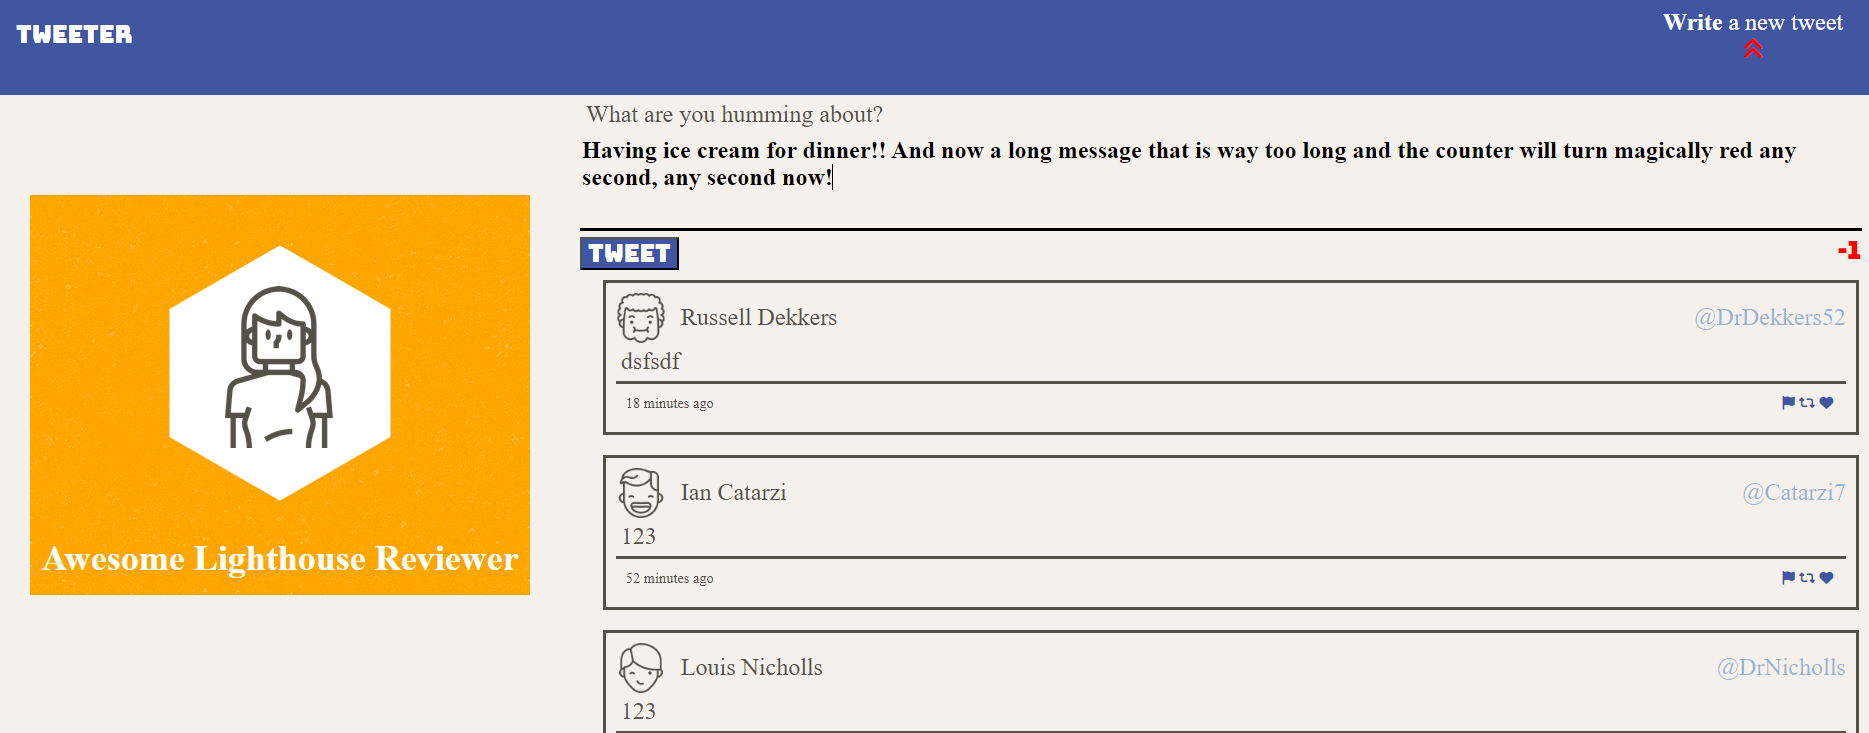 TWEETER
Write a new tweet
What are you humming about?
Having ice cream for dinner!! And now a long message that is way too long and the counter will turn magically red any
second, any second now!
TWEET
-1
Awesome Lighthouse Reviewer
Russell Dekkers
@DrDekkers52
dsfsdf
18 minutes ago
Ian Catarzi
@Catarzi7
123
52 minutes ago
Louis Nicholls
@DrNicholls
123